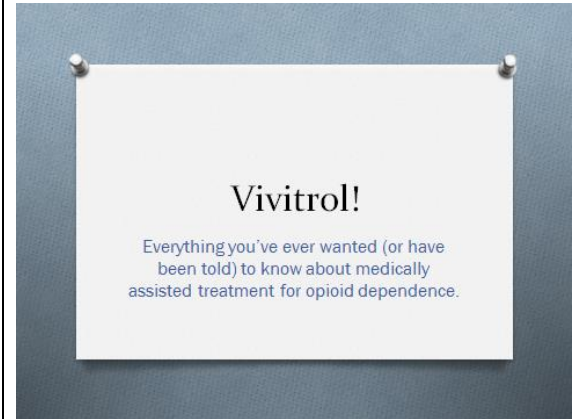 Vivitrol!
Everything you've ever wanted (or have
been told) to know about medically
assisted treatment for opioid dependence.